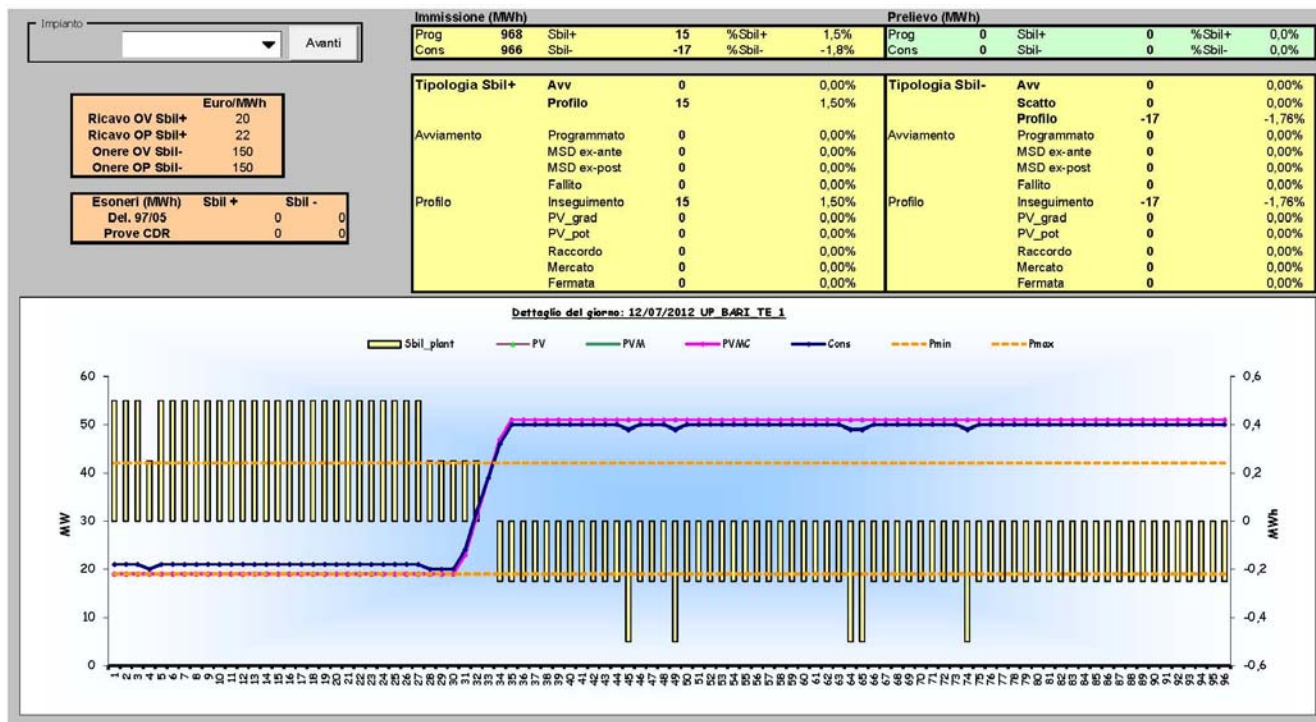 Impianto
Avanti
Immissione (MWh)
Prog 968 Sbil+ 15 %Sbil+ 1,5%
Cons 966 Sbil- -17 %Sbil- -1,8%
Prelievo (MWh)
Prog 0 Sbil+ 0 %Sbil+ 0,0%
Cons 0 Sbil- 0 %Sbil- 0,0%
Euro/MWh
Ricavo OV Sbil+ 20
Ricavo OP Sbil+ 22
Onere OV Sbil- 150
Onere OP Sbil- 150
Esoneri (MWh) Sbil + Sbil -
Del. 97/05 0 0
Prove CDR 0 0
Tipologia Sbil+ Avv 0 0,00%
Profilo 15 1,50%
Avviamento Programmato 0 0,00%
MSD ex-ante 0 0,00%
MSD ex-post 0 0,00%
Fallito 0 0,00%
Profilo Inseguimento 15 1,50%
PV_grad 0 0,00%
PV_pot 0 0,00%
Raccordo 0 0,00%
Mercato 0 0,00%
Fermata 0 0,00%
Tipologia Sbil- Avv 0 0,00%
Scatto 0 0,00%
Profilo -17 -1,76%
Avviamento Programmato 0 0,00%
MSD ex-ante 0 0,00%
MSD ex-post 0 0,00%
Fallito 0 0,00%
Profilo Inseguimento -17 -1,76%
PV_grad 0 0,00%
PV_pot 0 0,00%
Raccordo 0 0,00%
Mercato 0 0,00%
Fermata 0 0,00%
Dettaglio del giorno: 12/07/2012 UP_BARI_TE_1
Sbil_plant PV PVM PVMC Cons Pmin Pmax
60 0,6
50 0,4
40 0,2
30 0
20 -0,2
10 -0,4
0 -0,6
MW
MWh
1 2 3 4 5 6 7 8 9 10 11 12 13 14 15 16 17 18 19 20 21 22 23 24 25 26 27 28 29 30 31 32 33 34 35 36 37 38 39 40 41 42 43 44 45 46 47 48 49 50 51 52 53 54 55 56 57 58 59 60 61 62 63 64 65 66 67 68 69 70 71 72 73 74 75 76 77 78 79 80 81 82 83 84 85 86 87 88 89 90 91 92 93 94 95 96